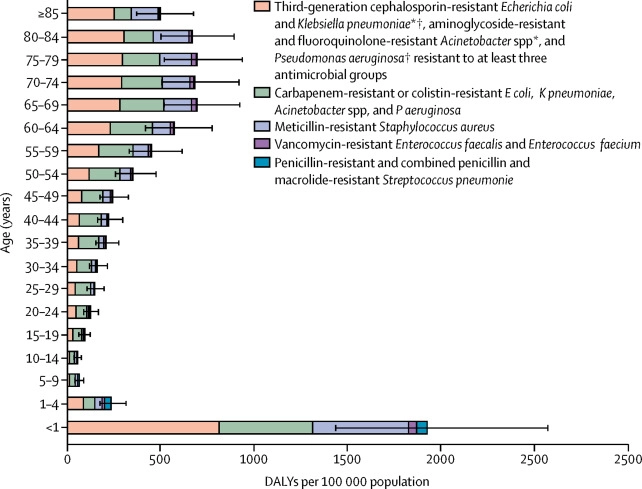 ≥85
80–84
75–79
70–74
65–69
60–64
55–59
50–54
45–49
40–44
35–39
30–34
25–29
20–24
15–19
10–14
5–9
1–4
<1
Age (years)
0
500
1000
1500
2000
2500
2500
DALYs per 100 000 population
Third-generation cephalosporin-resistant Escherichia coli
and Klebsiella pneumoniae*†, aminoglycoside-resistant
and fluoroquinolone-resistant Acinetobacter spp*, and
Pseudomonas aeruginosa† resistant to at least three
antimicrobial groups
Carbapenem-resistant or colistin-resistant E coli, K pneumoniae,
Acinetobacter spp, and P aeruginosa
Meticillin-resistant Staphylococcus aureus
Vancomycin-resistant Enterococcus faecalis and Enterococcus faecium
Penicillin-resistant and combined penicillin and
macrolide-resistant Streptococcus pneumonie